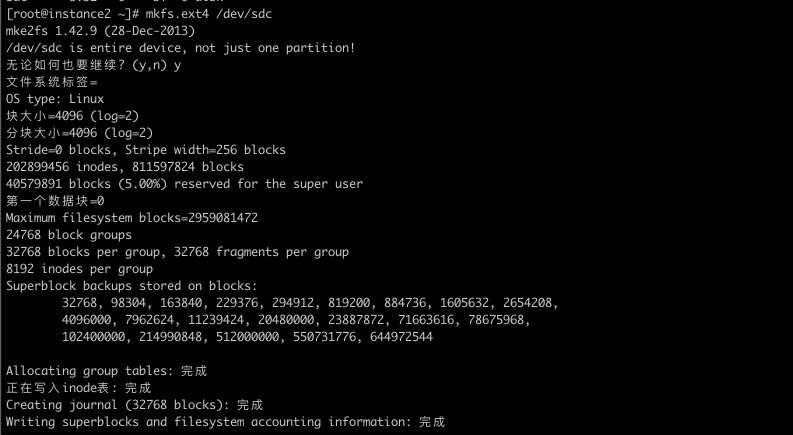 [root@instance2 ~]# mkfs.ext4 /dev/sdc
mke2fs 1.42.9 (28-Dec-2013)
/dev/sdc is entire device, not just one partition!
无论如何也要继续? (y,n) y
文件系统标签=
OS type: Linux
块大小=4096 (log=2)
分块大小=4096 (log=2)
Stride=0 blocks, Stripe width=256 blocks
202899456 inodes, 811597824 blocks
40579891 blocks (5.00%) reserved for the super user
第一个数据块=0
Maximum filesystem blocks=2959081472
24768 block groups
32768 blocks per group, 32768 fragments per group
8192 inodes per group
Superblock backups stored on blocks:
32768, 98304, 163840, 229376, 294912, 819200, 884736, 1605632, 2654208,
4096000, 7962624, 11239424, 20480000, 23887872, 71663616, 78675968,
102400000, 214990848, 512000000, 550731776, 644972544
Allocating group tables: 完成
正在写入inode表: 完成
Creating journal (32768 blocks): 完成
Writing superblocks and filesystem accounting information: 完成